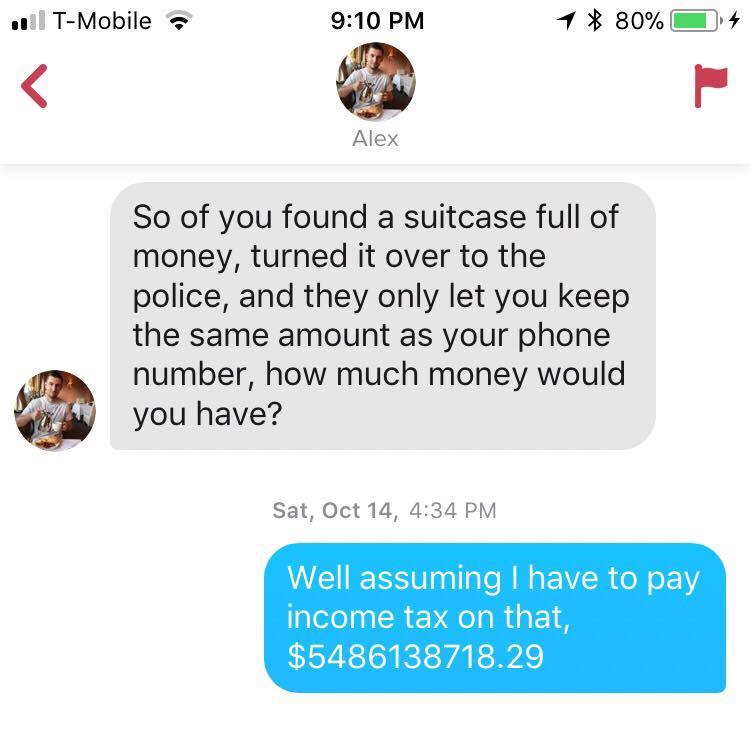 T-Mobile 9:10 PM 80%
Alex
So of you found a suitcase full of
money, turned it over to the
police, and they only let you keep
the same amount as your phone
number, how much money would
you have?
Sat, Oct 14, 4:34 PM
Well assuming I have to pay
income tax on that,
$5486138718.29